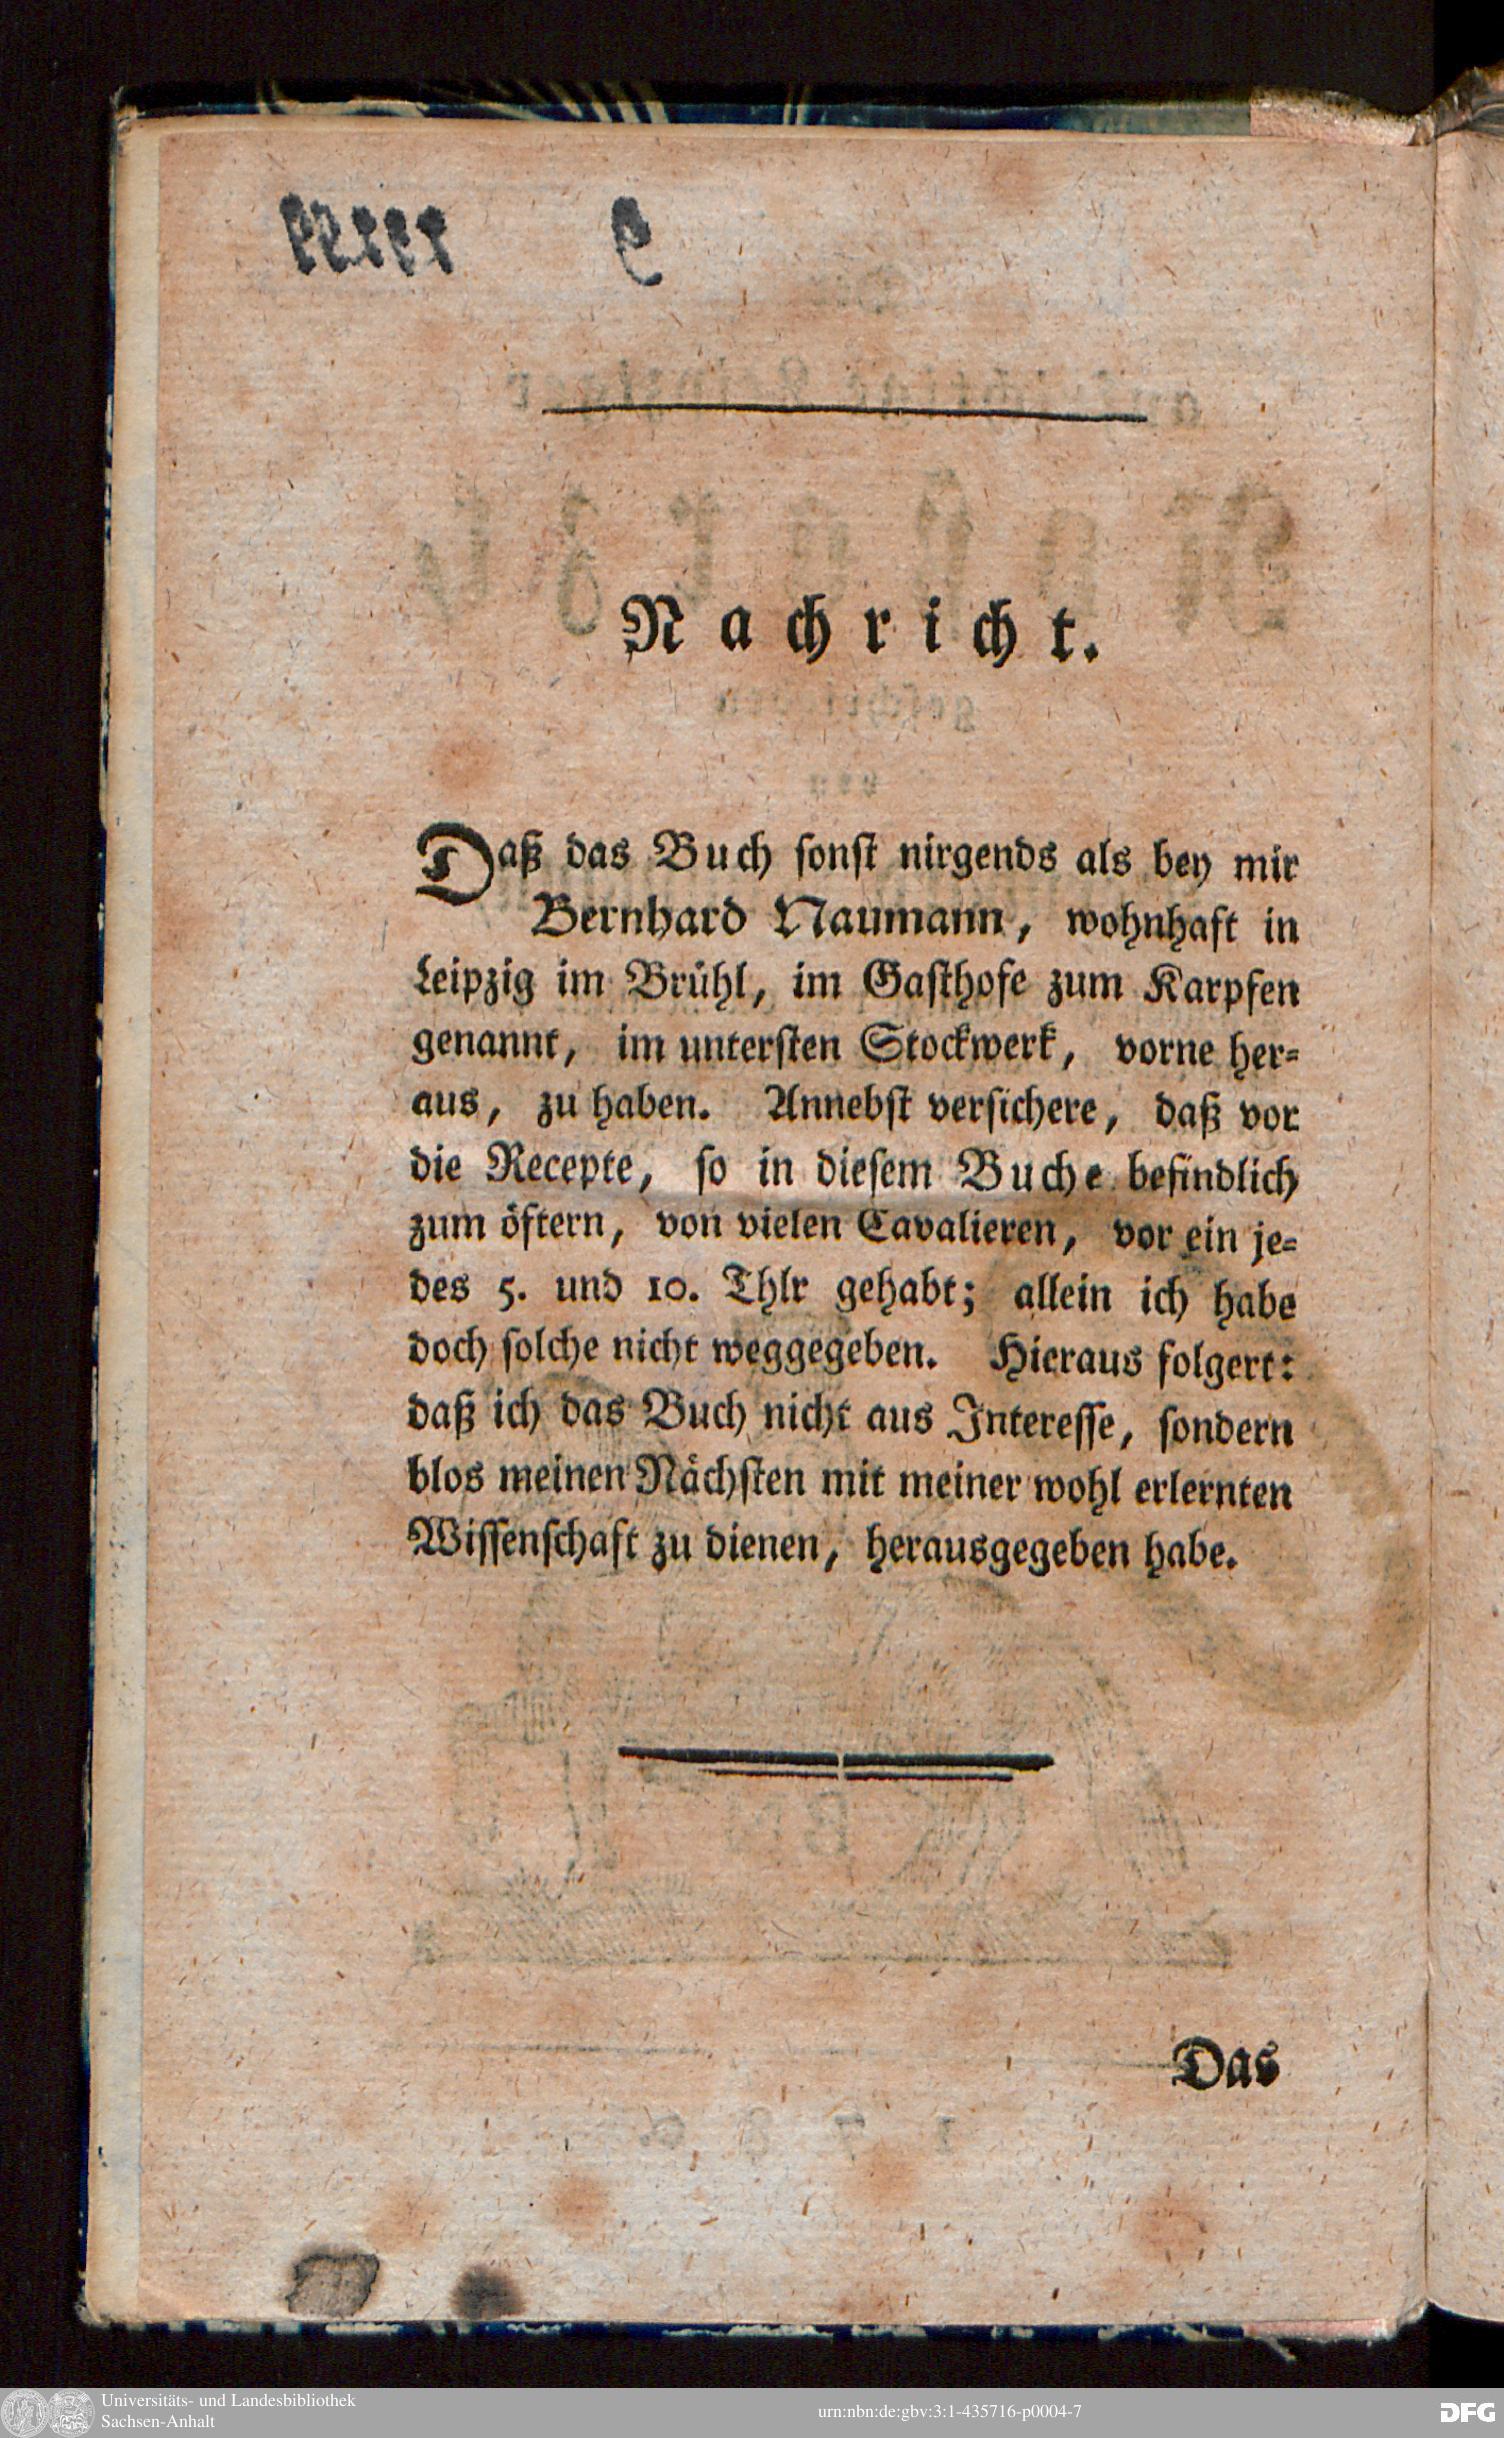 Nachricht.
Daß das Buch sonst nirgends als bey mir
Bernhard Naumann, wohnhaft in
Leipzig im Brühl, im Gasthofe zum Karpfen
genannt, im untersten Stockwerk, vorne her=
aus, zu haben. Annebst versichere, daß vor
die Recepte, so in diesem Buche befindlich
zum öftern, von vielen Cavalieren, vor ein je=
des 5. und 10. Thlr gehabt; allein ich habe
doch solche nicht weggegeben. Hieraus folgert:
daß ich das Buch nicht aus Interesse, sondern
blos meinen Nächsten mit meiner wohl erlernten
Wissenschaft zu dienen, herausgegeben habe.
Das
Universitäts- und Landesbibliothek
Sachsen-Anhalt
urn:nbn:de:gbv:3:1-435716-p0004-7
DFG